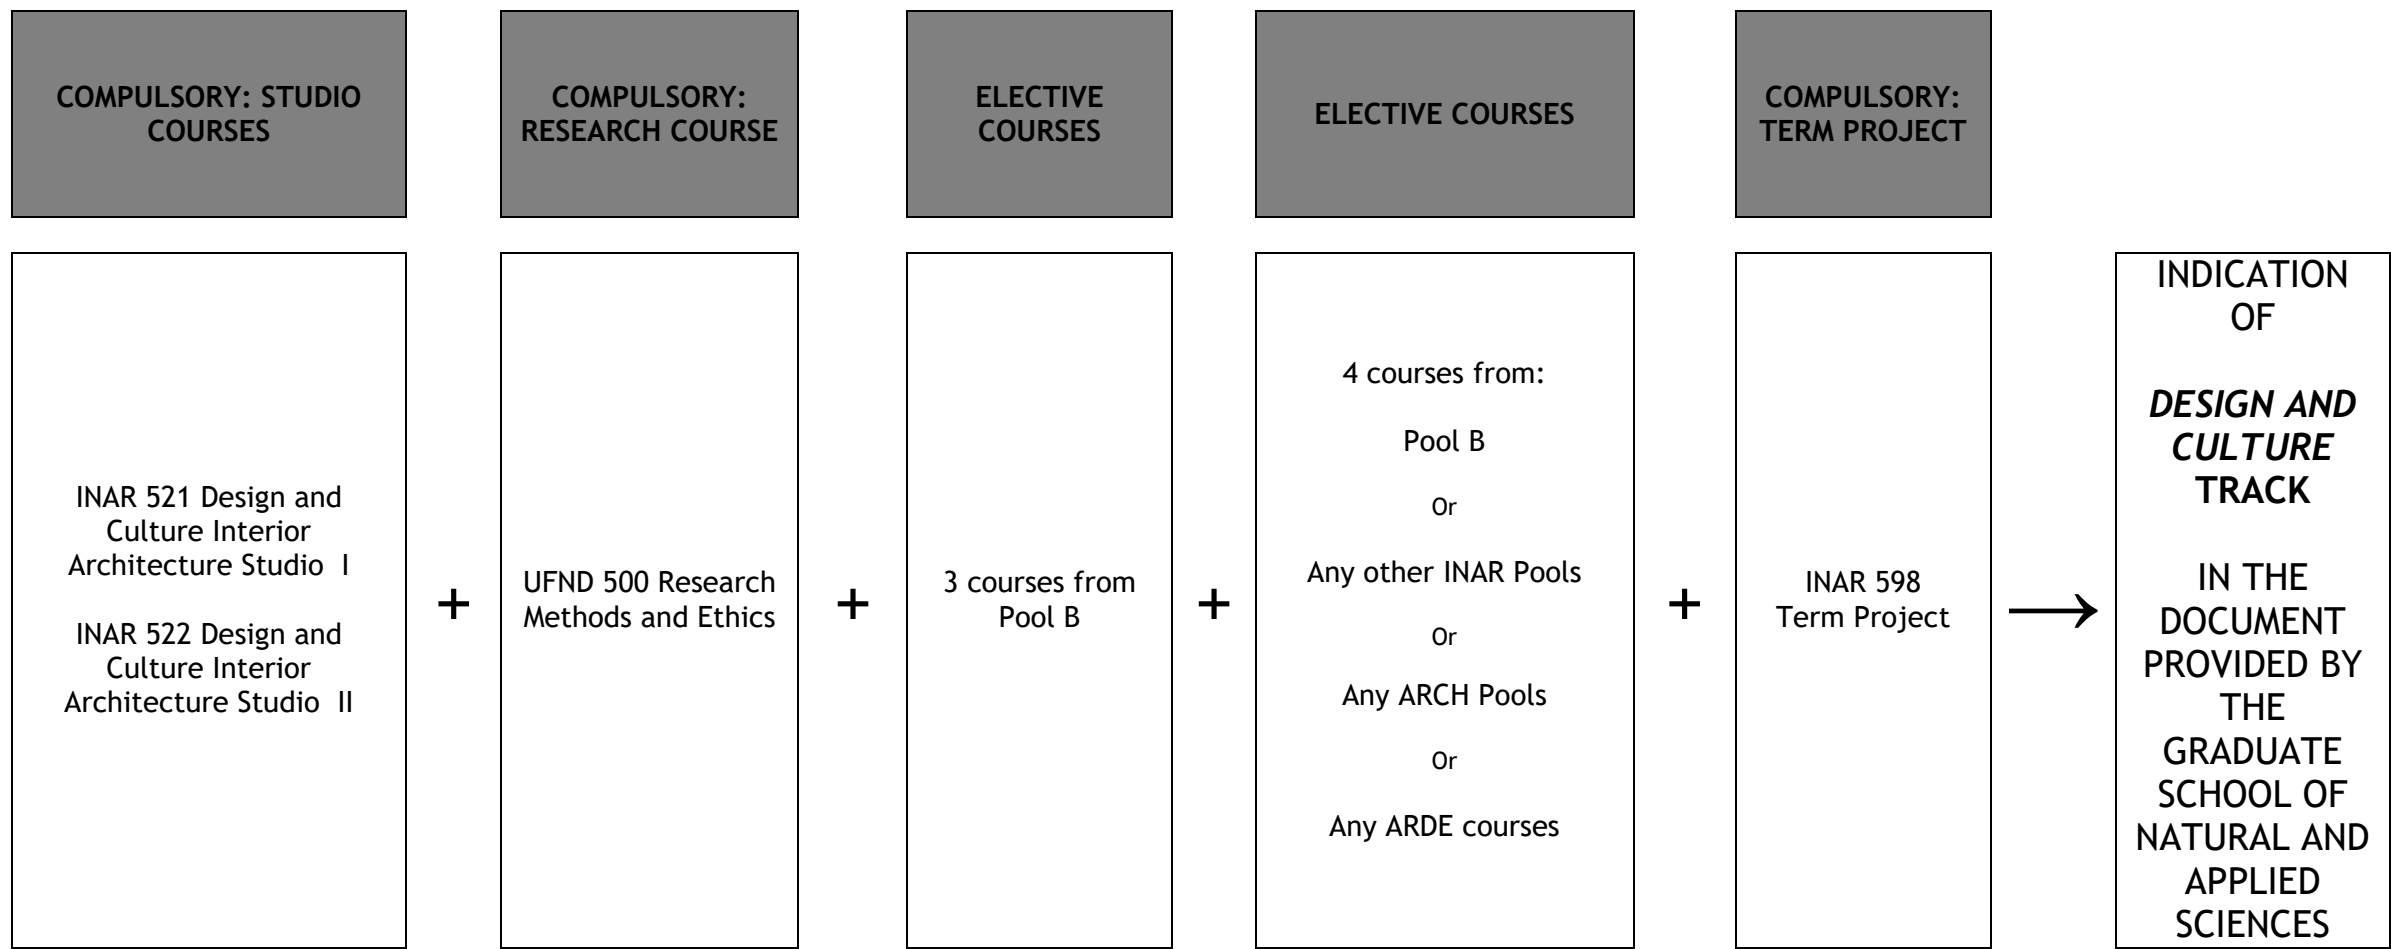 COMPULSORY: STUDIO
COURSES
COMPULSORY:
RESEARCH COURSE
ELECTIVE
COURSES
ELECTIVE COURSES
COMPULSORY:
TERM PROJECT
INAR 521 Design and
Culture Interior
Architecture Studio I
INAR 522 Design and
Culture Interior
Architecture Studio II
+
UFND 500 Research
Methods and Ethics
+
3 courses from
Pool B
+
4 courses from:
Pool B
Or
Any other INAR Pools
Or
Any ARCH Pools
Or
Any ARDE courses
+
INAR 598
Term Project
→
INDICATION
OF
DESIGN AND
CULTURE
TRACK
IN THE
DOCUMENT
PROVIDED BY
THE
GRADUATE
SCHOOL OF
NATURAL AND
APPLIED
SCIENCES